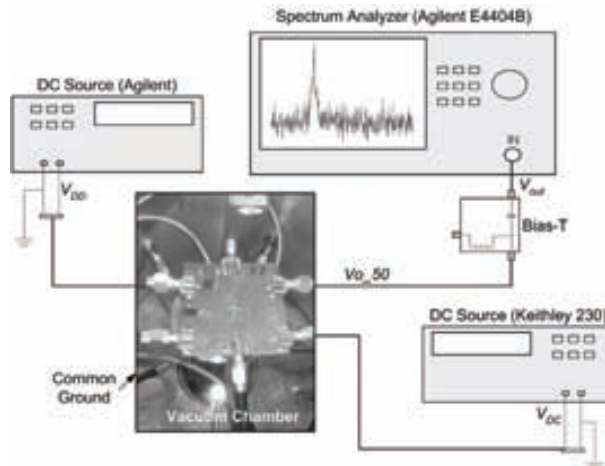 Spectrum Analyzer (Agilent E4404B)
DC Source (Agilent)
V_DD
V_out
Bias-T
Vo_50
DC Source (Keithley 230)
Common
Ground
Vacuum Chamber
V_DC